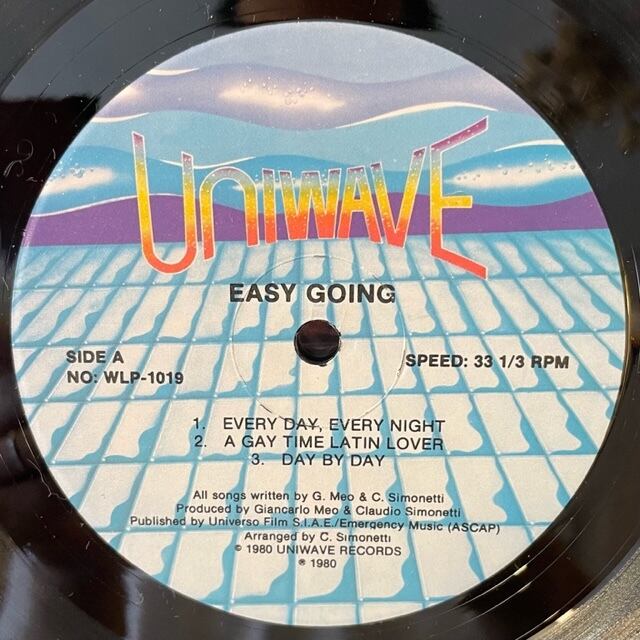 UNIWAVE
EASY GOING
SIDE A
NO: WLP-1019
SPEED: 33 1/3 RPM
1. EVERY DAY, EVERY NIGHT
2. A GAY TIME LATIN LOVER
3. DAY BY DAY
All songs written by G. Meo & C. Simonetti
Produced by Giancarlo Meo & Claudio Simonetti
Published by Universo Film S.I.A.E./Emergency Music (ASCAP)
Arranged by C. Simonetti
© 1980 UNIWAVE RECORDS
℗ 1980